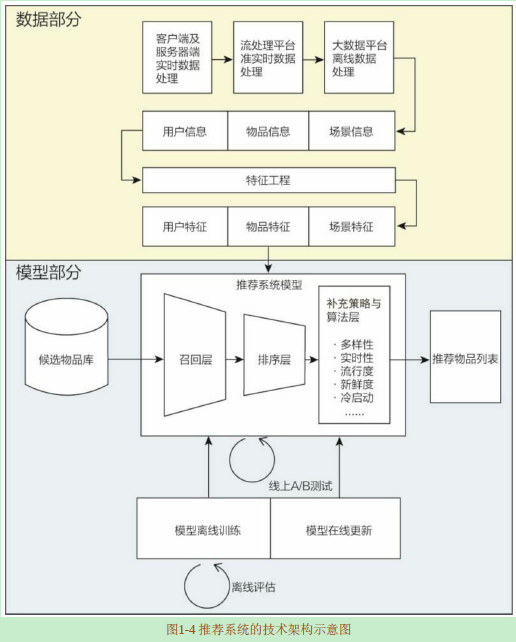 数据部分
客户端及
服务器端
实时数据
处理
流处理平台
准实时数据
处理
大数据平台
离线数据
处理
用户信息
物品信息
场景信息
特征工程
用户特征
物品特征
场景特征
模型部分
推荐系统模型
候选物品库
召回层
排序层
补充策略与
算法层
· 多样性
· 实时性
· 流行度
· 新鲜度
· 冷启动
......
推荐物品列表
线上A/B测试
模型离线训练
模型在线更新
离线评估
图1-4 推荐系统的技术架构示意图